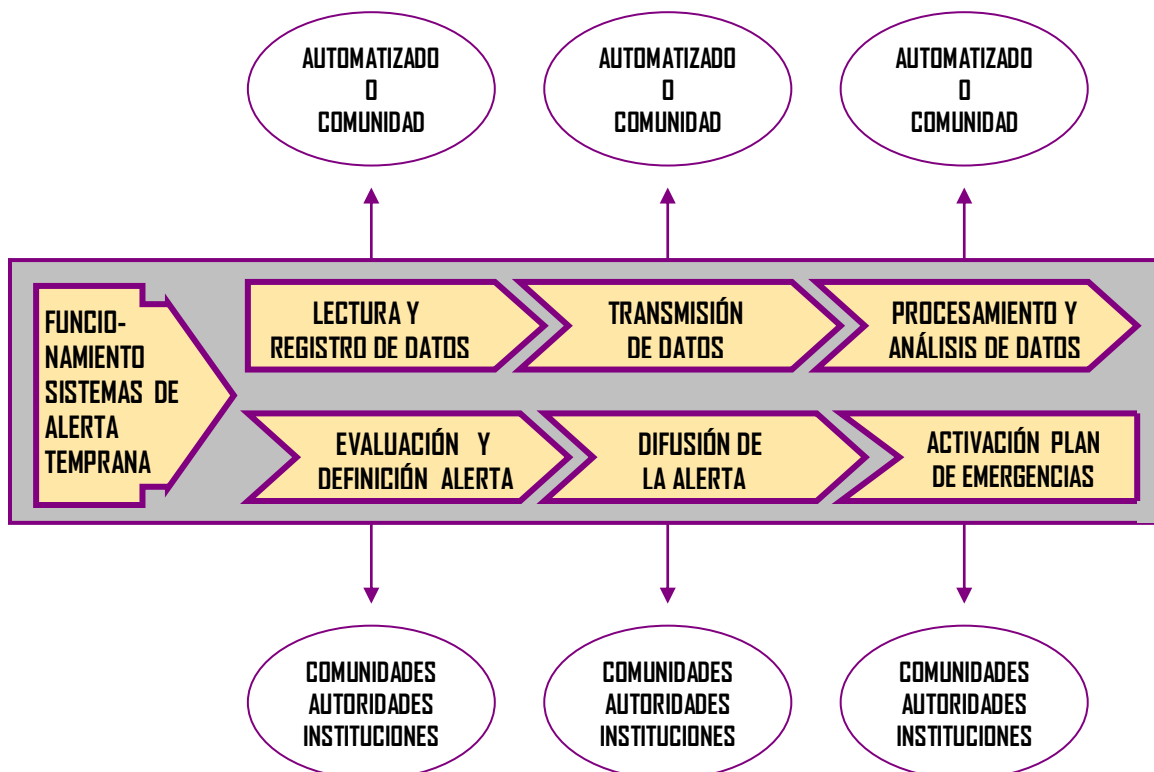 AUTOMATIZADO
O
COMUNIDAD
AUTOMATIZADO
O
COMUNIDAD
AUTOMATIZADO
O
COMUNIDAD
FUNCIO-
NAMIENTO
SISTEMAS DE
ALERTA
TEMPRANA
LECTURA Y
REGISTRO DE DATOS
TRANSMISIÓN
DE DATOS
PROCESAMIENTO Y
ANÁLISIS DE DATOS
EVALUACIÓN Y
DEFINICIÓN ALERTA
DIFUSIÓN DE
LA ALERTA
ACTIVACIÓN PLAN
DE EMERGENCIAS
COMUNIDADES
AUTORIDADES
INSTITUCIONES
COMUNIDADES
AUTORIDADES
INSTITUCIONES
COMUNIDADES
AUTORIDADES
INSTITUCIONES